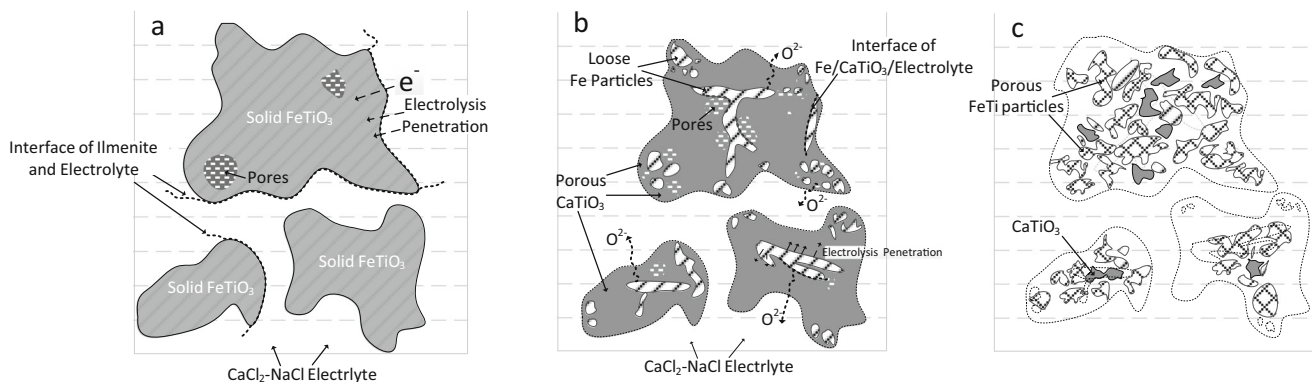 a
e-
Solid FeTiO3
Electrolysis
Penetration
Interface of Ilmenite
and Electrolyte
Pores
Solid FeTiO3
Solid FeTiO3
CaCl2-NaCl Electrlyte
b
Loose
Fe Particles
O2-
Interface of
Fe/CaTiO3/Electrolyte
Pores
Porous
CaTiO3
O2-
O2-
Electrolysis Penetration
O2-
CaCl2-NaCl Electrlyte
c
Porous
FeTi particles
CaTiO3